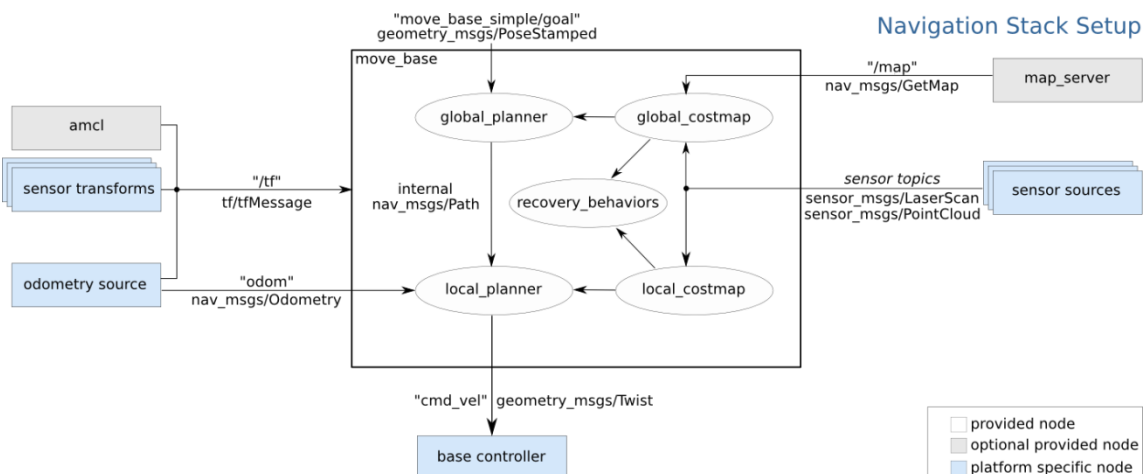 Navigation Stack Setup
"move_base_simple/goal"
geometry_msgs/PoseStamped
move_base
"/map"
nav_msgs/GetMap
map_server
amcl
global_planner
global_costmap
sensor transforms
"/tf"
tf/tfMessage
internal
nav_msgs/Path
recovery_behaviors
sensor topics
sensor_msgs/LaserScan
sensor_msgs/PointCloud
sensor sources
odometry source
"odom"
nav_msgs/Odometry
local_planner
local_costmap
"cmd_vel"
geometry_msgs/Twist
base controller
provided node
optional provided node
platform specific node